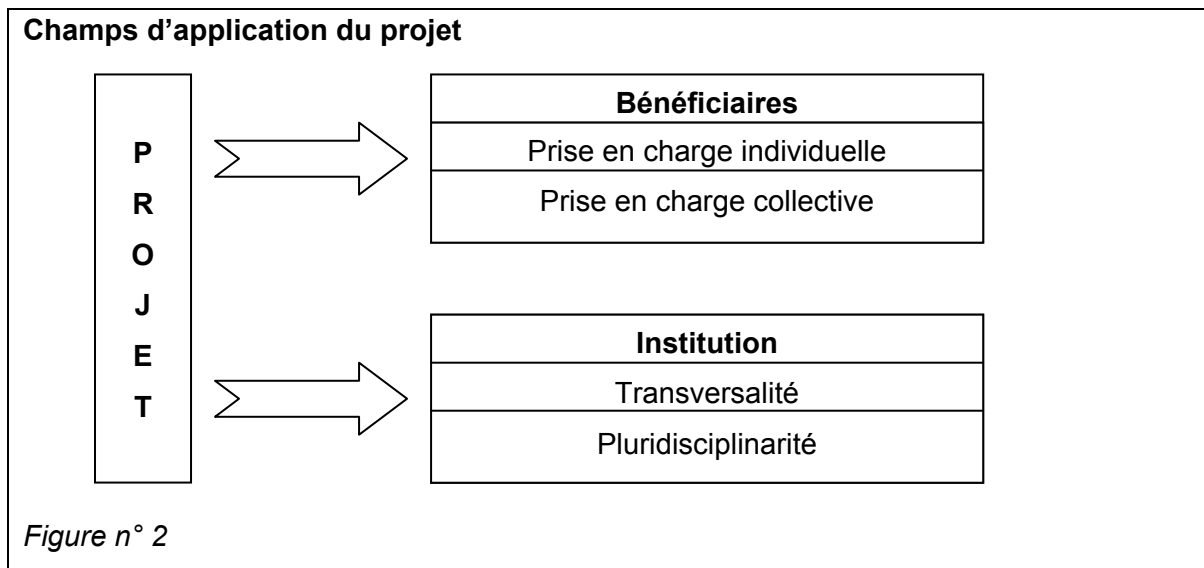 Champs d’application du projet
P
R
O
J
E
T
Bénéficiaires
Prise en charge individuelle
Prise en charge collective
Institution
Transversalité
Pluridisciplinarité
Figure n° 2